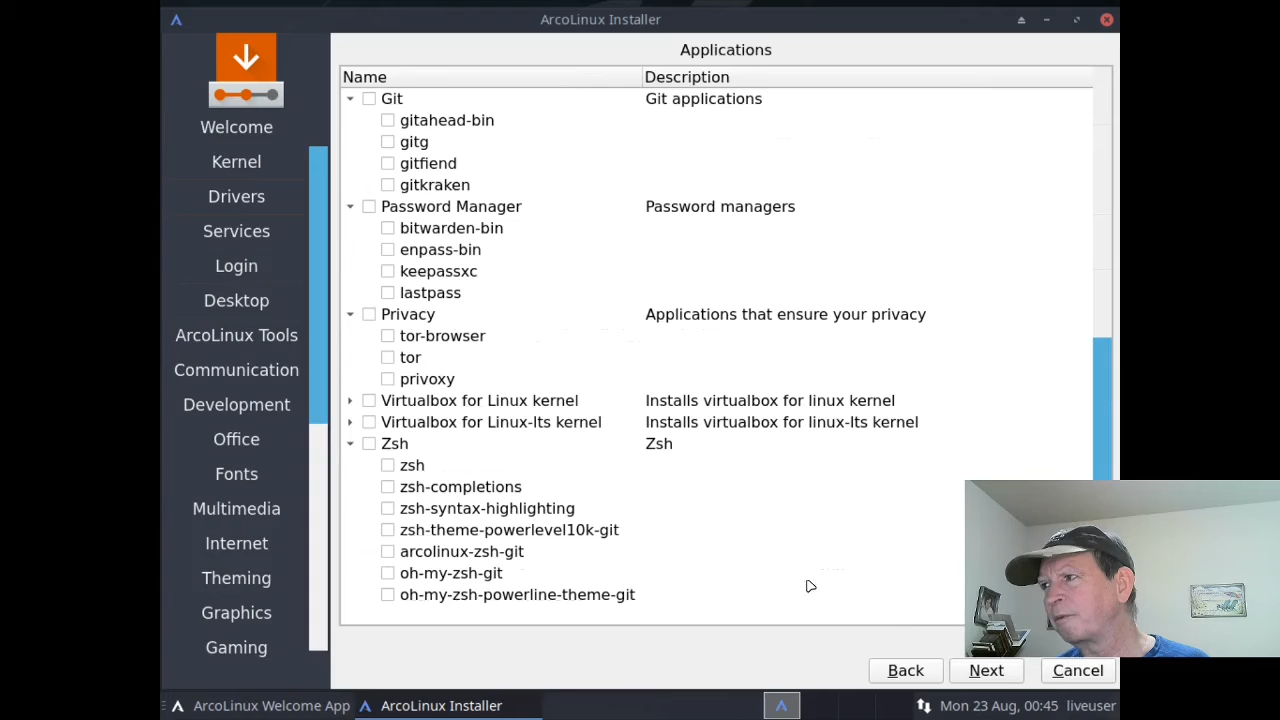 ArcoLinux Installer
Applications
Name Description
Git Git applications
gitahead-bin
gitg
gitfiend
gitkraken
Password Manager Password managers
bitwarden-bin
enpass-bin
keepassxc
lastpass
Privacy Applications that ensure your privacy
tor-browser
tor
privoxy
Virtualbox for Linux kernel Installs virtualbox for linux kernel
Virtualbox for Linux-lts kernel Installs virtualbox for linux-lts kernel
Zsh Zsh
zsh
zsh-completions
zsh-syntax-highlighting
zsh-theme-powerlevel10k-git
arcolinux-zsh-git
oh-my-zsh-git
oh-my-zsh-powerline-theme-git
Welcome
Kernel
Drivers
Services
Login
Desktop
ArcoLinux Tools
Communication
Development
Office
Fonts
Multimedia
Internet
Theming
Graphics
Gaming
Back Next Cancel
ArcoLinux Welcome App ArcoLinux Installer Mon 23 Aug, 00:45 liveuser